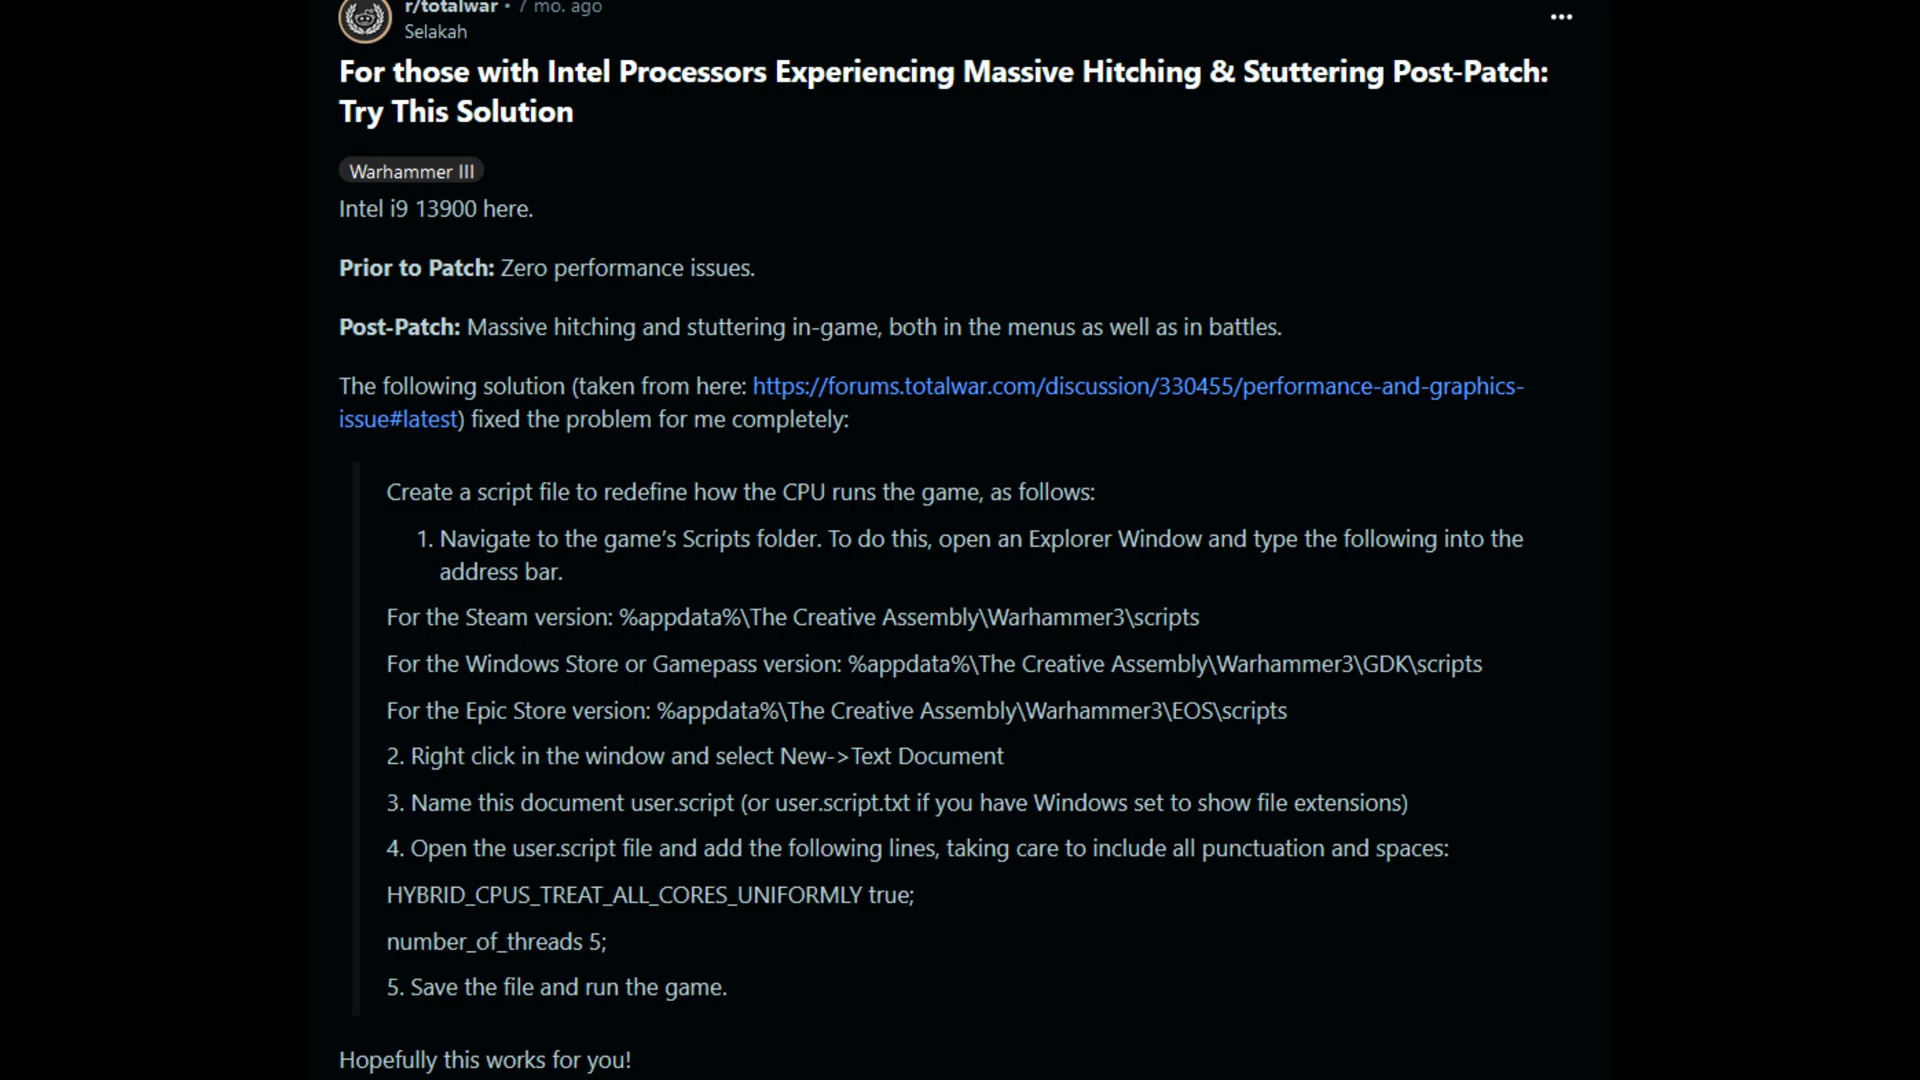 r/totalwar • 7 mo. ago
Selakah
For those with Intel Processors Experiencing Massive Hitching & Stuttering Post-Patch:
Try This Solution
Warhammer III
Intel i9 13900 here.
Prior to Patch: Zero performance issues.
Post-Patch: Massive hitching and stuttering in-game, both in the menus as well as in battles.
The following solution (taken from here: https://forums.totalwar.com/discussion/330455/performance-and-graphics-
issue#latest) fixed the problem for me completely:
Create a script file to redefine how the CPU runs the game, as follows:
1. Navigate to the game's Scripts folder. To do this, open an Explorer Window and type the following into the
address bar.
For the Steam version: %appdata%\The Creative Assembly\Warhammer3\scripts
For the Windows Store or Gamepass version: %appdata%\The Creative Assembly\Warhammer3\GDK\scripts
For the Epic Store version: %appdata%\The Creative Assembly\Warhammer3\EOS\scripts
2. Right click in the window and select New->Text Document
3. Name this document user.script (or user.script.txt if you have Windows set to show file extensions)
4. Open the user.script file and add the following lines, taking care to include all punctuation and spaces:
HYBRID_CPUS_TREAT_ALL_CORES_UNIFORMLY true;
number_of_threads 5;
5. Save the file and run the game.
Hopefully this works for you!